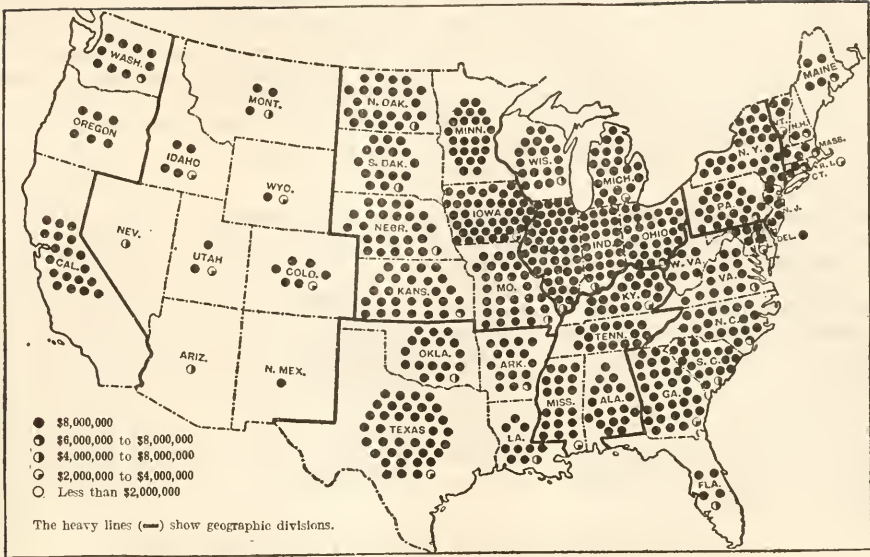 WASH.
MONT.
N. DAK.
MINN.
MAINE
OREGON
IDAHO
S. DAK.
WIS.
MICH.
N. Y.
VT.
N.H.
MASS.
R. I.
CT.
WYO.
IOWA
PA.
N. J.
NEV.
UTAH
COLO.
NEBR.
IND.
OHIO
DEL.
CAL.
KANS.
MO.
W. VA.
VA.
KY.
ARIZ.
N. MEX.
OKLA.
ARK.
TENN.
N. C.
S. C.
TEXAS
LA.
MISS.
ALA.
GA.
FLA.
$8,000,000
$6,000,000 to $8,000,000
$4,000,000 to $8,000,000
$2,000,000 to $4,000,000
Less than $2,000,000
The heavy lines (━) show geographic divisions.